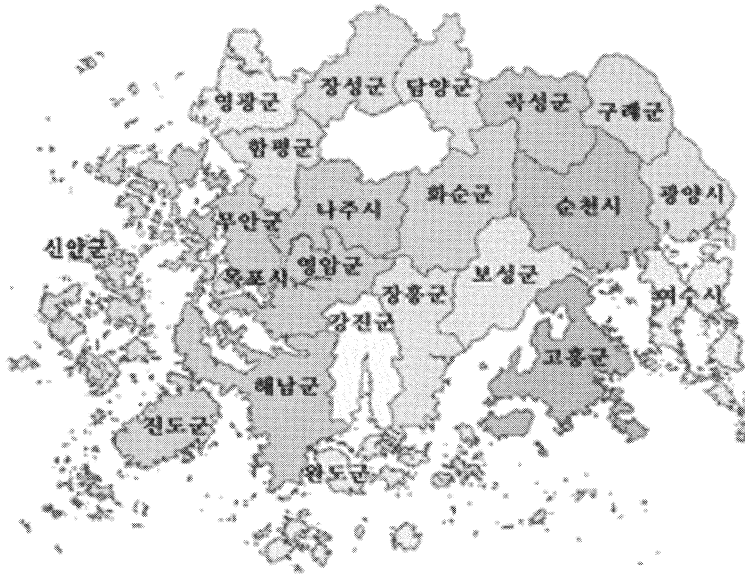 영광군
장성군
담양군
곡성군
구례군
함평군
무안군
나주시
화순군
순천시
광양시
신안군
목포시
영암군
장흥군
보성군
여수시
강진군
고흥군
해남군
진도군
완도군